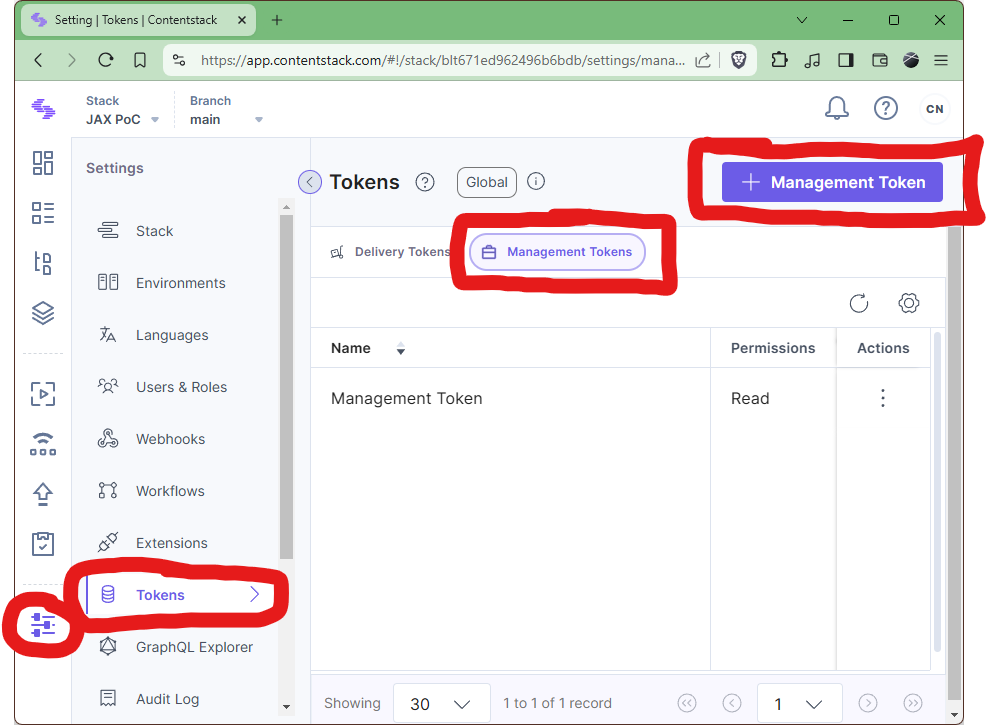 Setting | Tokens | Contentstack
https://app.contentstack.com/#!/stack/blt671ed962496b6bdb/settings/mana...
Stack
JAX PoC
Branch
main
CN
Settings
Tokens
Global
Management Token
Stack
Environments
Languages
Users & Roles
Webhooks
Workflows
Extensions
Tokens
GraphQL Explorer
Audit Log
Delivery Tokens
Management Tokens
Name
Permissions
Actions
Management Token
Read
Showing
30
1 to 1 of 1 record
1